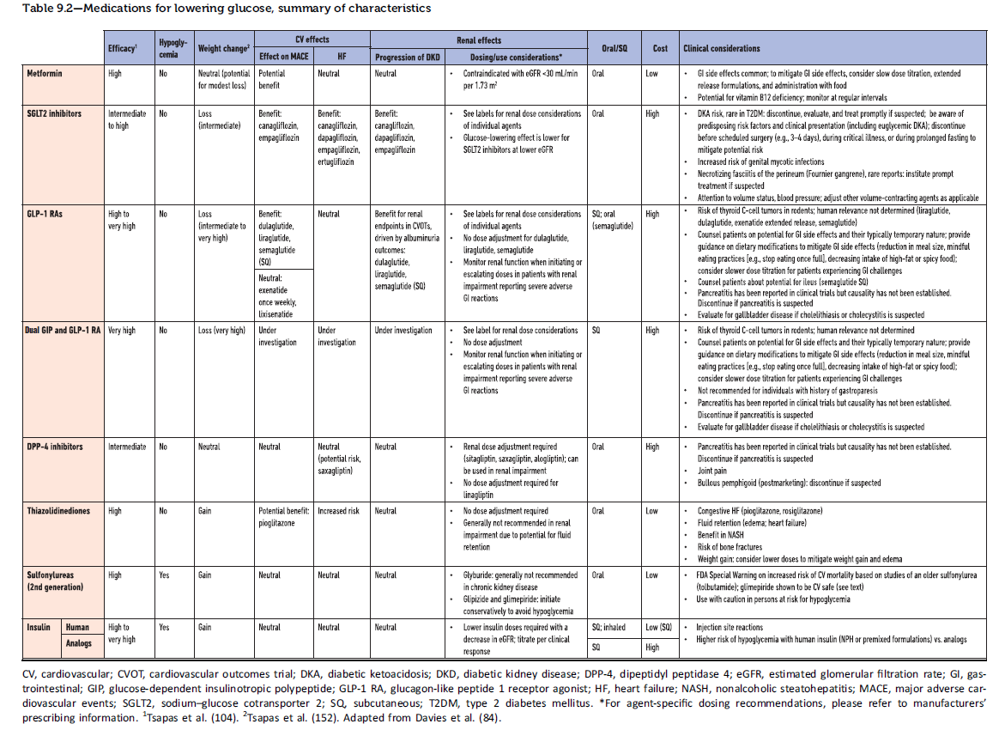 Table 9.2—Medications for lowering glucose, summary of characteristics
Efficacy1
Hypogly-
cemia
Weight change2
CV effects
Effect on MACE
HF
Renal effects
Progression of DKD
Dosing/use considerations*
Oral/SQ
Cost
Clinical considerations
Metformin
High
No
Neutral (potential
for modest loss)
Potential
benefit
Neutral
Neutral
• Contraindicated with eGFR <30 mL/min
per 1.73 m2
Oral
Low
• GI side effects common; to mitigate GI side effects, consider slow dose titration, extended
release formulations, and administration with food
• Potential for vitamin B12 deficiency; monitor at regular intervals
SGLT2 inhibitors
Intermediate
to high
No
Loss
(intermediate)
Benefit:
canagliflozin,
empagliflozin
Benefit:
canagliflozin,
dapagliflozin,
empagliflozin,
ertugliflozin
Benefit:
canagliflozin,
dapagliflozin,
empagliflozin
• See labels for renal dose considerations
of individual agents
• Glucose-lowering effect is lower for
SGLT2 inhibitors at lower eGFR
Oral
High
• DKA risk, rare in T2DM: discontinue, evaluate, and treat promptly if suspected; be aware of
predisposing risk factors and clinical presentation (including euglycemic DKA); discontinue
before scheduled surgery (e.g., 3–4 days), during critical illness, or during prolonged fasting to
mitigate potential risk
• Increased risk of genital mycotic infections
• Necrotizing fasciitis of the perineum (Fournier gangrene), rare reports: institute prompt
treatment if suspected
• Attention to volume status, blood pressure; adjust other volume-contracting agents as applicable
GLP-1 RAs
High to
very high
No
Loss
(intermediate to
very high)
Benefit:
dulaglutide,
liraglutide,
semaglutide
(SQ)
Neutral:
exenatide
once weekly,
lixisenatide
Neutral
Benefit for renal
endpoints in CVOTs,
driven by albuminuria
outcomes:
dulaglutide,
liraglutide,
semaglutide (SQ)
• See labels for renal dose considerations
of individual agents
• No dose adjustment for dulaglutide,
liraglutide, semaglutide
• Monitor renal function when initiating or
escalating doses in patients with renal
impairment reporting severe adverse
GI reactions
SQ; oral
(semaglutide)
High
• Risk of thyroid C-cell tumors in rodents; human relevance not determined (liraglutide,
dulaglutide, exenatide extended release, semaglutide)
• Counsel patients on potential for GI side effects and their typically temporary nature; provide
guidance on dietary modifications to mitigate GI side effects (reduction in meal size, mindful
eating practices [e.g., stop eating once full], decreasing intake of high-fat or spicy food);
consider slower dose titration for patients experiencing GI challenges
• Counsel patients about potential for ileus (semaglutide SQ)
• Pancreatitis has been reported in clinical trials but causality has not been established.
Discontinue if pancreatitis is suspected
• Evaluate for gallbladder disease if cholelithiasis or cholecystitis is suspected
Dual GIP and GLP-1 RA
Very high
No
Loss (very high)
Under
investigation
Under
investigation
Under investigation
• See label for renal dose considerations
• No dose adjustment
• Monitor renal function when initiating or
escalating doses in patients with renal
impairment reporting severe adverse
GI reactions
SQ
High
• Risk of thyroid C-cell tumors in rodents; human relevance not determined
• Counsel patients on potential for GI side effects and their typically temporary nature; provide
guidance on dietary modifications to mitigate GI side effects (reduction in meal size, mindful
eating practices [e.g., stop eating once full], decreasing intake of high-fat or spicy food);
consider slower dose titration for patients experiencing GI challenges
• Not recommended for individuals with history of gastroparesis
• Pancreatitis has been reported in clinical trials but causality has not been established.
Discontinue if pancreatitis is suspected
• Evaluate for gallbladder disease if cholelithiasis or cholecystitis is suspected
DPP-4 inhibitors
Intermediate
No
Neutral
Neutral
Neutral
(potential risk,
saxagliptin)
Neutral
• Renal dose adjustment required
(sitagliptin, saxagliptin, alogliptin); can
be used in renal impairment
• No dose adjustment required for
linagliptin
Oral
High
• Pancreatitis has been reported in clinical trials but causality has not been established.
Discontinue if pancreatitis is suspected
• Joint pain
• Bullous pemphigoid (postmarketing): discontinue if suspected
Thiazolidinediones
High
No
Gain
Potential benefit:
pioglitazone
Increased risk
Neutral
• No dose adjustment required
• Generally not recommended in renal
impairment due to potential for fluid
retention
Oral
Low
• Congestive HF (pioglitazone, rosiglitazone)
• Fluid retention (edema; heart failure)
• Benefit in NASH
• Risk of bone fractures
• Weight gain: consider lower doses to mitigate weight gain and edema
Sulfonylureas
(2nd generation)
High
Yes
Gain
Neutral
Neutral
Neutral
• Glyburide: generally not recommended
in chronic kidney disease
• Glipizide and glimepiride: initiate
conservatively to avoid hypoglycemia
Oral
Low
• FDA Special Warning on increased risk of CV mortality based on studies of an older sulfonylurea
(tolbutamide); glimepiride shown to be CV safe (see text)
• Use with caution in persons at risk for hypoglycemia
Insulin
Human
Analogs
High to
very high
Yes
Gain
Neutral
Neutral
Neutral
• Lower insulin doses required with a
decrease in eGFR; titrate per clinical
response
SQ; inhaled
Low (SQ)
SQ
High
• Injection site reactions
• Higher risk of hypoglycemia with human insulin (NPH or premixed formulations) vs. analogs
CV, cardiovascular; CVOT, cardiovascular outcomes trial; DKA, diabetic ketoacidosis; DKD, diabetic kidney disease; DPP-4, dipeptidyl peptidase 4; eGFR, estimated glomerular filtration rate; GI, gas-
trointestinal; GIP, glucose-dependent insulinotropic polypeptide; GLP-1 RA, glucagon-like peptide 1 receptor agonist; HF, heart failure; NASH, nonalcoholic steatohepatitis; MACE, major adverse car-
diovascular events; SGLT2, sodium–glucose cotransporter 2; SQ, subcutaneous; T2DM, type 2 diabetes mellitus. *For agent-specific dosing recommendations, please refer to manufacturers’
prescribing information. 1Tsapas et al. (104). 2Tsapas et al. (152). Adapted from Davies et al. (84).